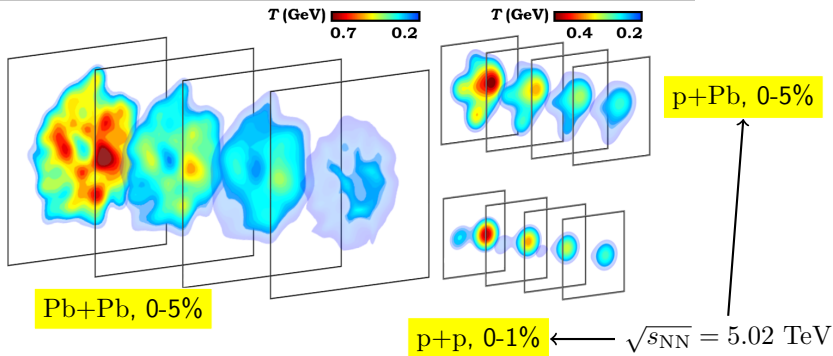 T (GeV)
0.7 0.2
T (GeV)
0.4 0.2
p+Pb, 0-5%
Pb+Pb, 0-5%
p+p, 0-1%
√s_NN = 5.02 TeV